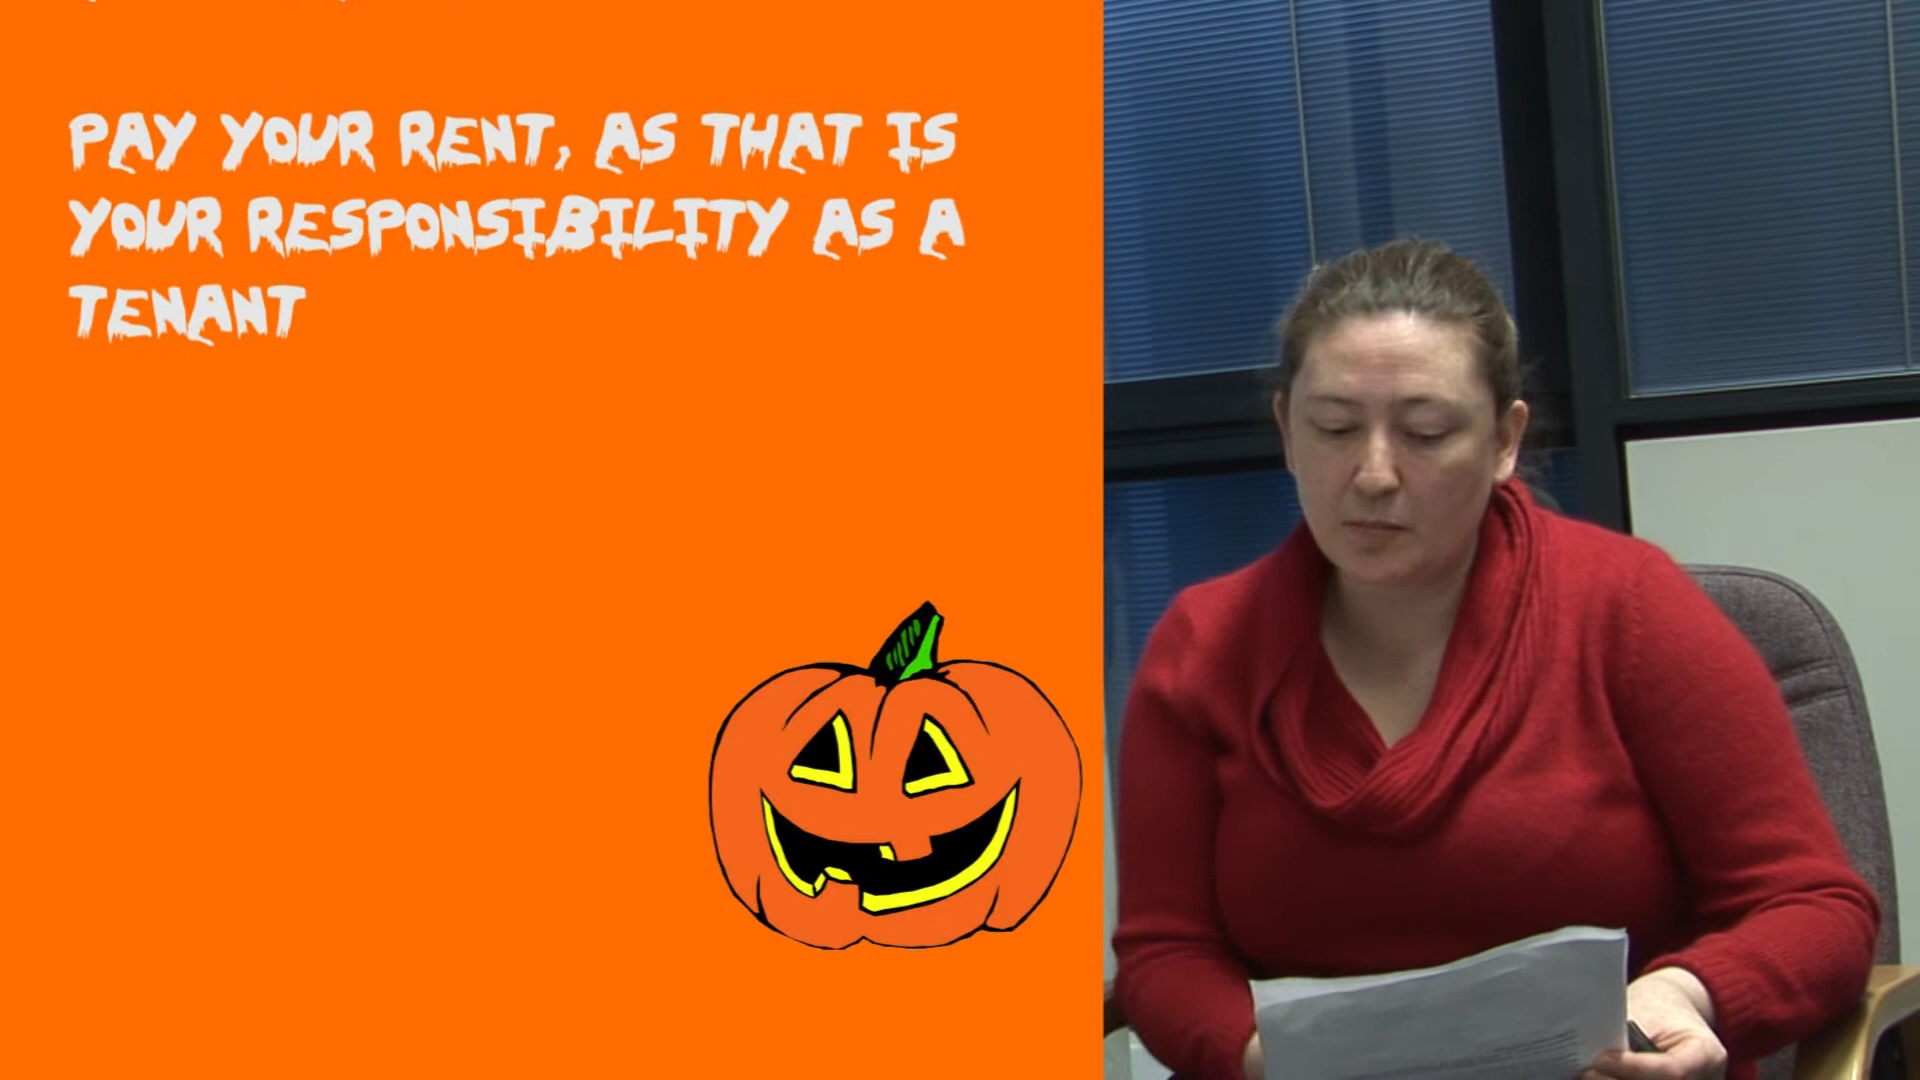 PAY YOUR RENT, AS THAT IS
YOUR RESPONSIBILITY AS A
TENANT